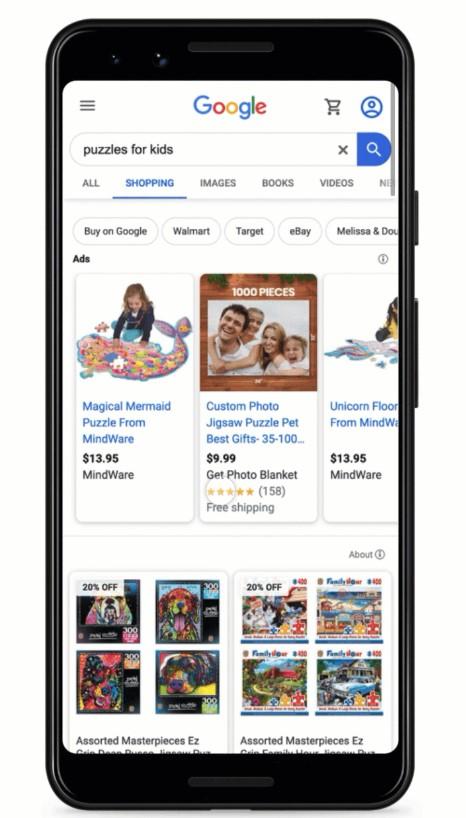 Google
puzzles for kids
ALL SHOPPING IMAGES BOOKS VIDEOS
Buy on Google Walmart Target eBay Melissa & Dou
Ads
1000 PIECES
Magical Mermaid
Puzzle From
MindWare
$13.95
MindWare
Custom Photo
Jigsaw Puzzle Pet
Best Gifts- 35-100...
$9.99
Get Photo Blanket
(158)
Free shipping
Unicorn Floor
From MindWa
$13.95
MindWare
About
20% OFF
300
300
300
300
20% OFF
Family Hour 400
Family Hour 400
Family Hour 400
Family Hour 400
Assorted Masterpieces Ez
Grip Dean Russo Jigsaw Puz
Assorted Masterpieces Ez
Grip Family Hour Jigsaw Puz